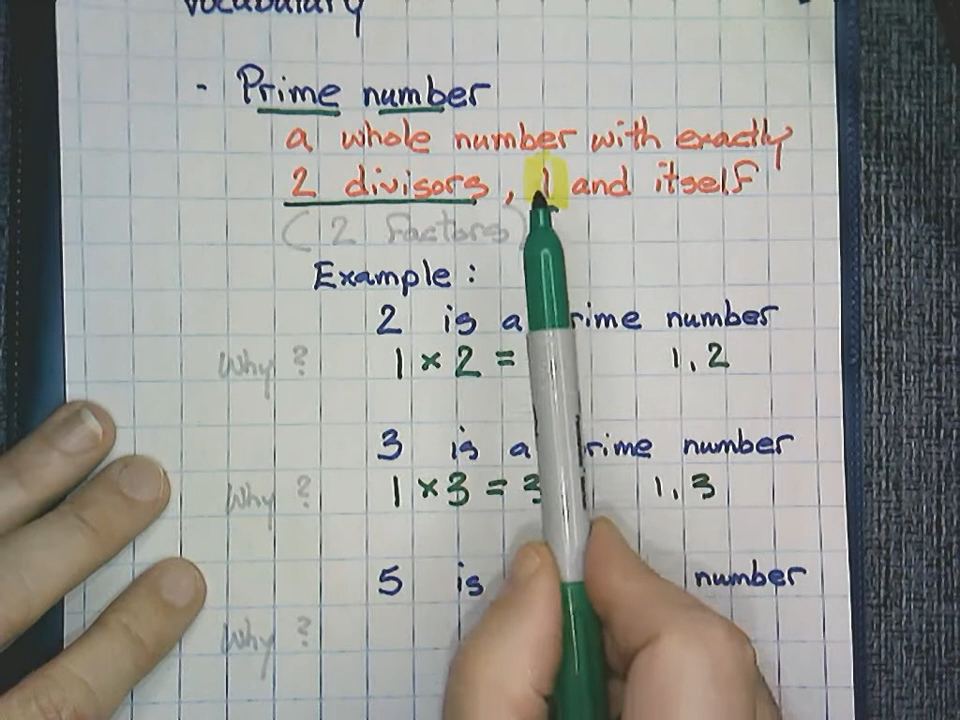 Vocabulary
- Prime number
a whole number with exactly
2 divisors, 1 and itself
(2 factors)
Example:
2 is a rime number
Why? 1 × 2 = 1, 2
3 is a rime number
Why? 1 × 3 = 3 1, 3
5 is number
Why?